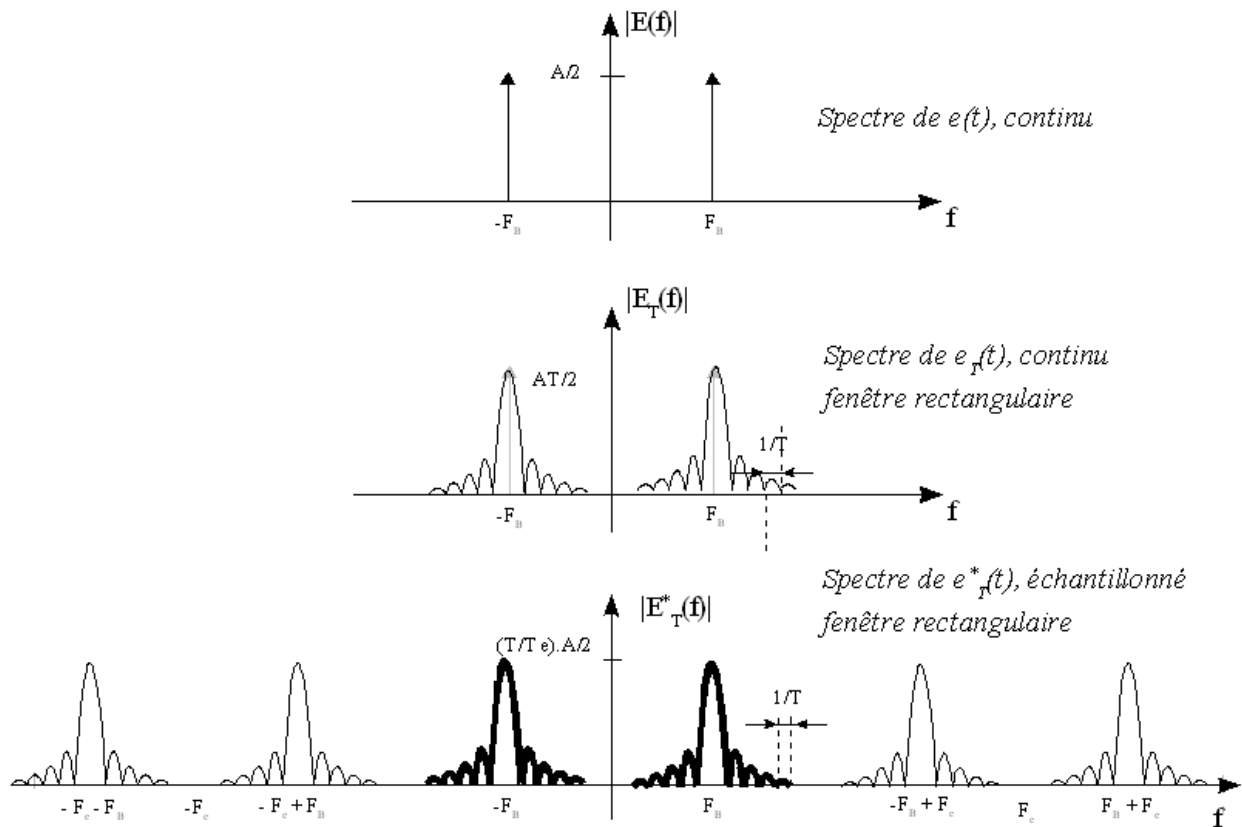 |E(f)|
A/2
Spectre de e(t), continu
-F_B
F_B
f
|E_T(f)|
Spectre de e_T(t), continu
AT/2
fenêtre rectangulaire
1/T
-F_B
F_B
f
Spectre de e*_T(t), échantillonné
|E*_T(f)|
fenêtre rectangulaire
(T/Te).A/2
1/T
-F_e-F_B
-F_e
-F_e+F_B
-F_B
F_B
-F_B+F_e
F_e
F_B+F_e
f